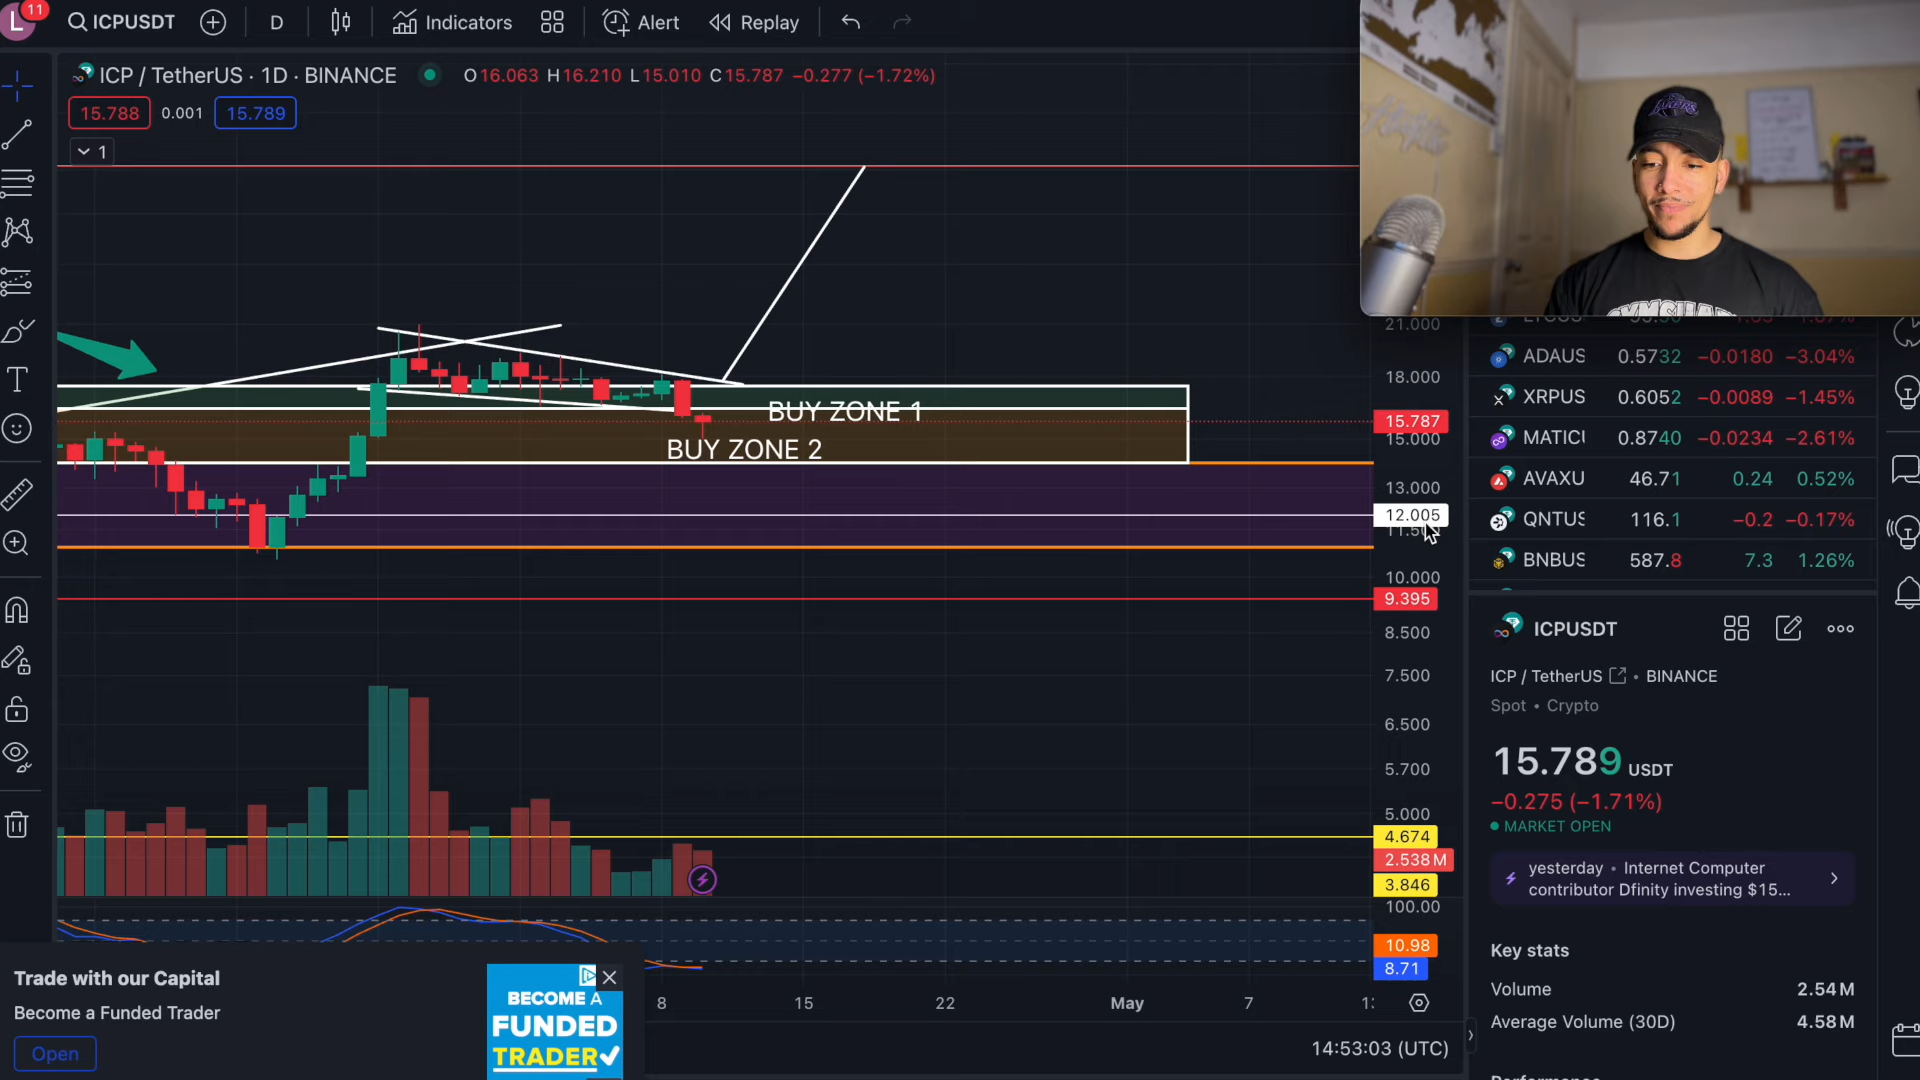 L
11
ICPUSDT
D
Indicators
Alert
Replay
ICP / TetherUS · 1D · BINANCE
O16.063 H16.210 L15.010 C15.787 −0.277 (−1.72%)
15.788
0.001
15.789
1
BUY ZONE 1
BUY ZONE 2
21.000
18.000
15.787
15.000
13.000
12.005
10.000
9.395
8.500
7.500
6.500
5.700
5.000
4.674
2.538 M
3.846
100.00
10.98
8.71
8
15
22
May
7
14:53:03 (UTC)
LAKERS
ADAUS 0.5732 −0.0180 −3.04%
XRPUS 0.6052 −0.0089 −1.45%
MATICU 0.8740 −0.0234 −2.61%
AVAXU 46.71 0.24 0.52%
QNTUS 116.1 −0.2 −0.17%
BNBUS 587.8 7.3 1.26%
ICPUSDT
ICP / TetherUS • BINANCE
Spot • Crypto
15.789 USDT
−0.275 (−1.71%)
MARKET OPEN
yesterday • Internet Computer
contributor Dfinity investing $15...
Key stats
Volume 2.54 M
Average Volume (30D) 4.58 M
Trade with our Capital
Become a Funded Trader
Open
BECOME A
FUNDED
TRADER